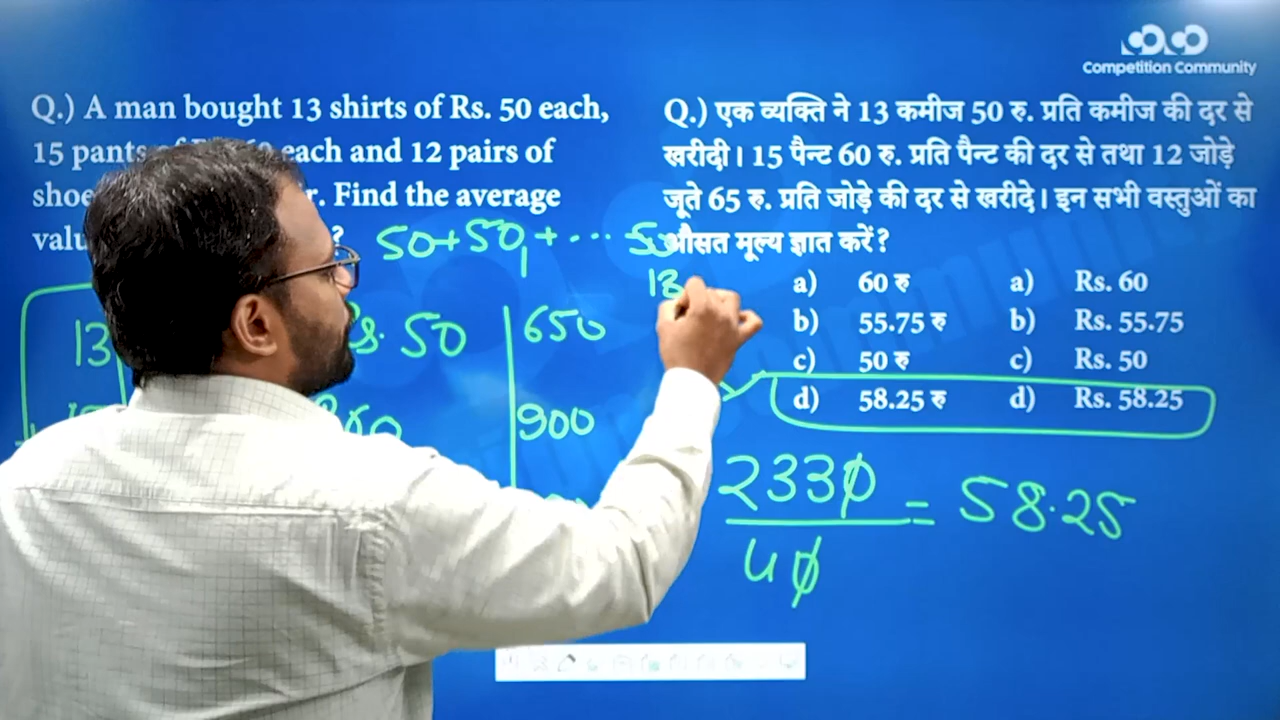 Competition Community
Q.) A man bought 13 shirts of Rs. 50 each,
15 pants each and 12 pairs of
shoe r. Find the average
valu ?
Q.) एक व्यक्ति ने 13 कमीज 50 रु. प्रति कमीज की दर से
खरीदी। 15 पैन्ट 60 रु. प्रति पैन्ट की दर से तथा 12 जोड़े
जूते 65 रु. प्रति जोड़े की दर से खरीदे। इन सभी वस्तुओं का
औसत मूल्य ज्ञात करें?
a) 60 रु a) Rs. 60
b) 55.75 रु b) Rs. 55.75
c) 50 रु c) Rs. 50
d) 58.25 रु d) Rs. 58.25
50+50+...
13
13 50 650
60 900
2330
40
= 58.25